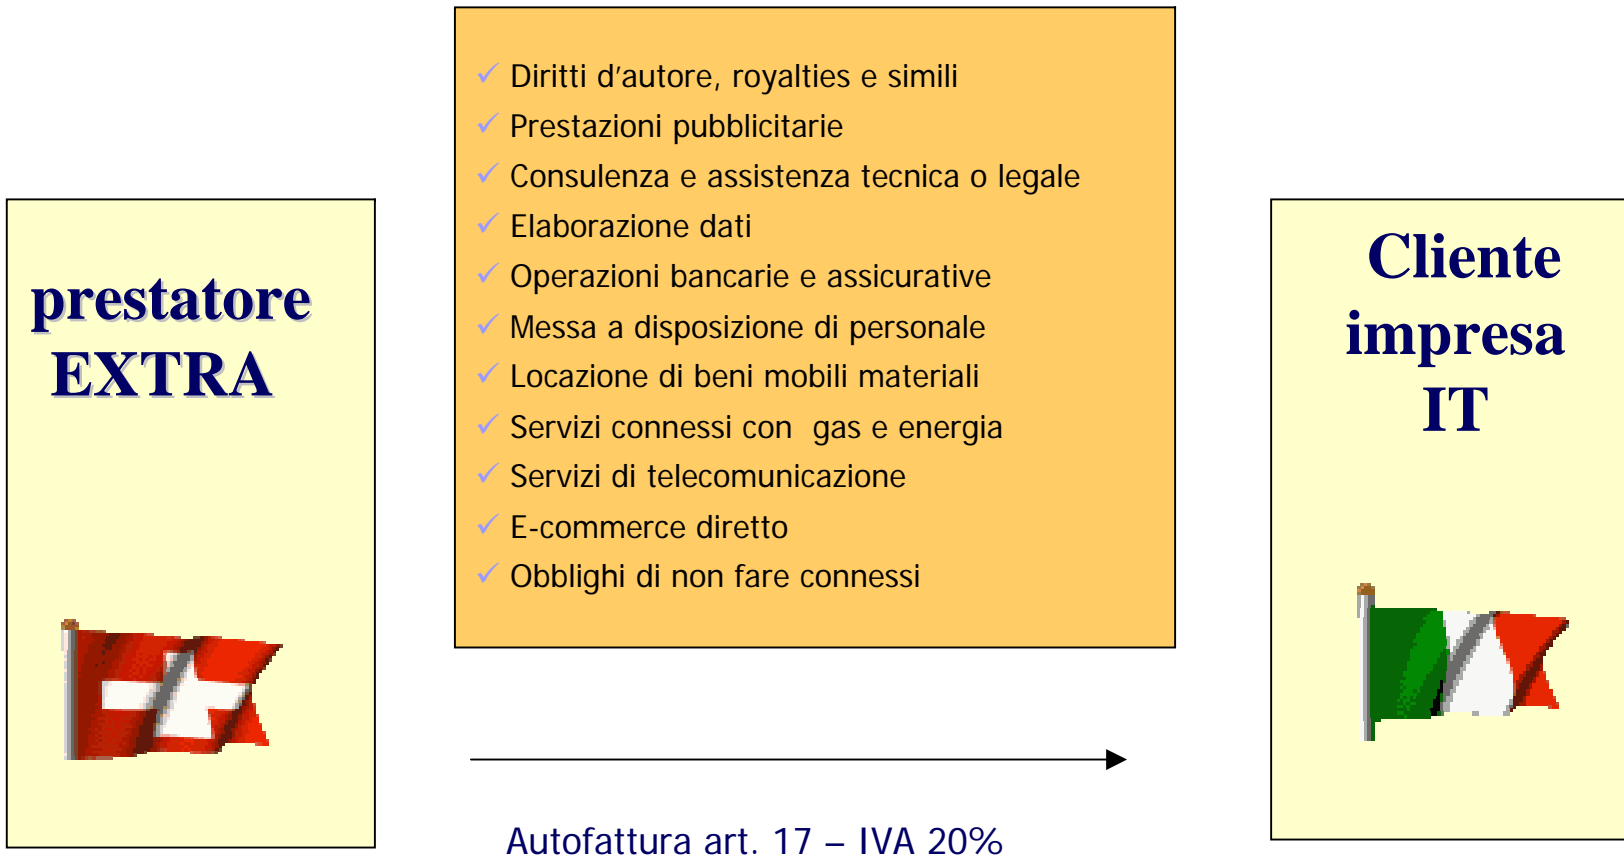 prestatore
EXTRA
Diritti d'autore, royalties e simili
Prestazioni pubblicitarie
Consulenza e assistenza tecnica o legale
Elaborazione dati
Operazioni bancarie e assicurative
Messa a disposizione di personale
Locazione di beni mobili materiali
Servizi connessi con  gas e energia
Servizi di telecomunicazione
E-commerce diretto
Obblighi di non fare connessi
Cliente
impresa
IT
Autofattura art. 17 – IVA 20%